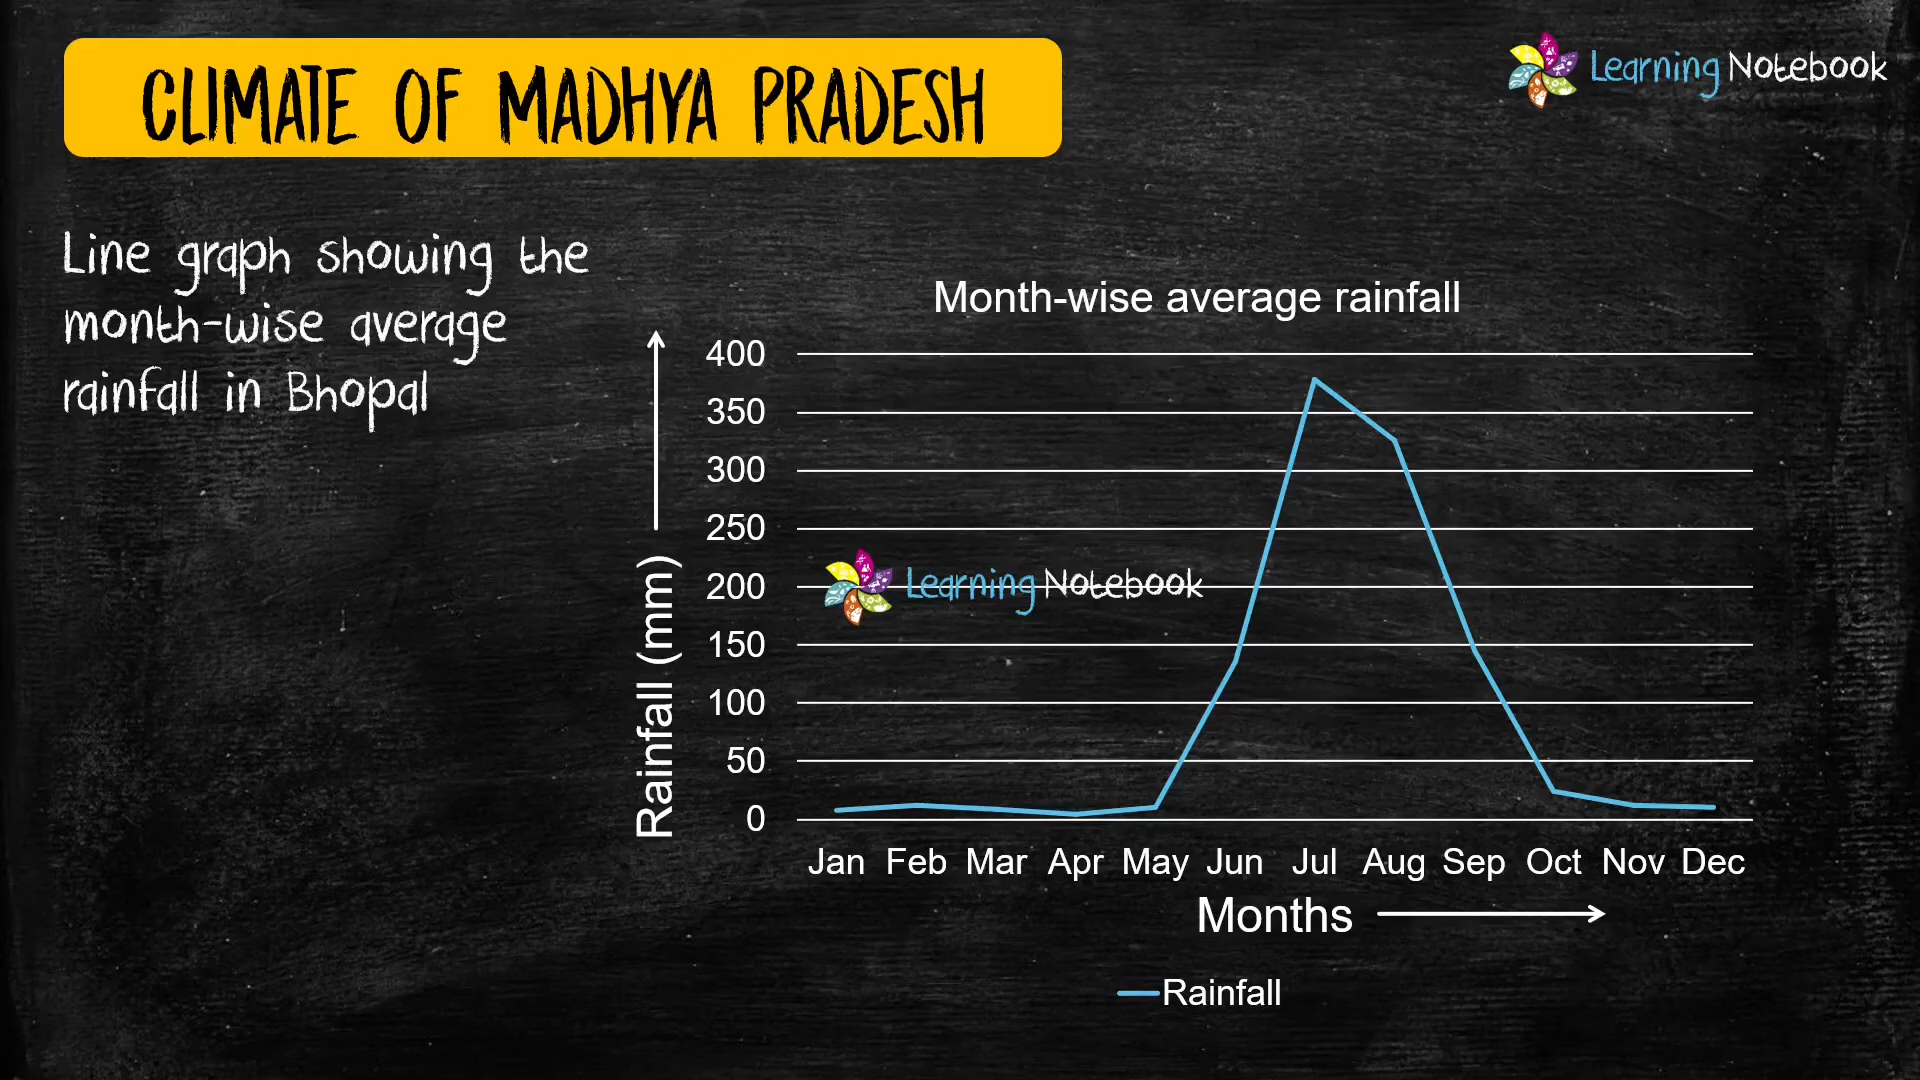 CLIMATE OF MADHYA PRADESH
Learning Notebook
Line graph showing the
month-wise average
rainfall in Bhopal
Month-wise average rainfall
400
350
300
250
200
150
100
50
0
Rainfall (mm)
Learning Notebook
Jan Feb Mar Apr May Jun Jul Aug Sep Oct Nov Dec
Months
Rainfall